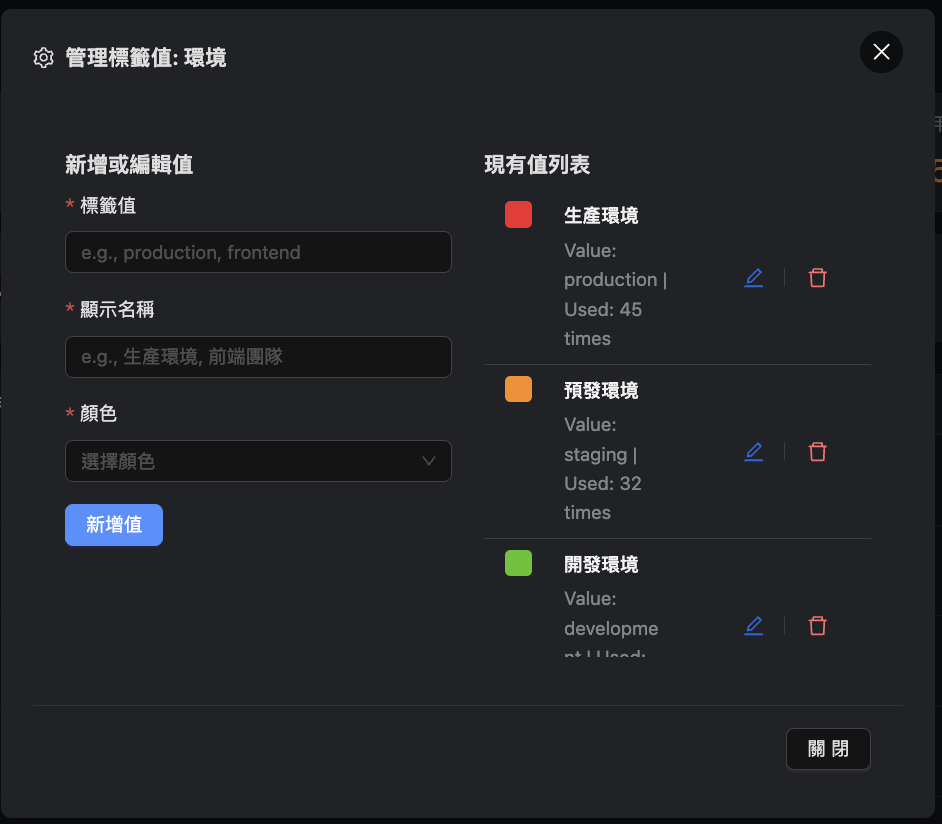 管理標籤值: 環境
新增或編輯值
* 標籤值
e.g., production, frontend
* 顯示名稱
e.g., 生產環境, 前端團隊
* 顏色
選擇顏色
新增值
現有值列表
生產環境
Value:
production |
Used: 45
times
預發環境
Value:
staging |
Used: 32
times
開發環境
Value:
developme
nt | Used:
關 閉